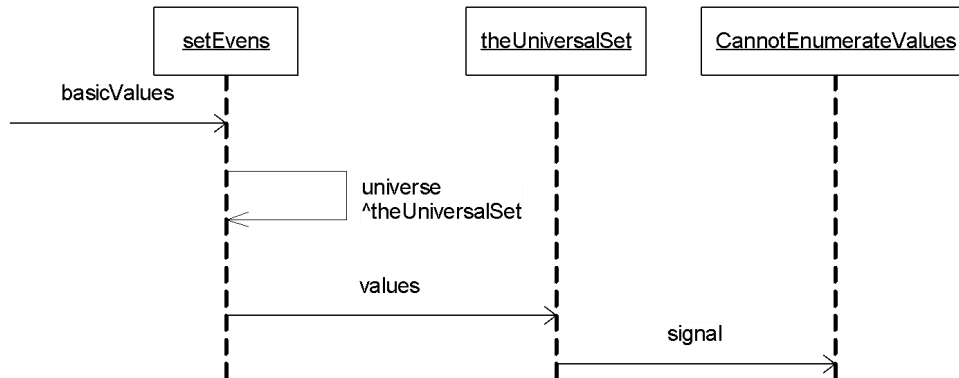 setEvens
theUniversalSet
CannotEnumerateValues
basicValues
universe
^theUniversalSet
values
signal